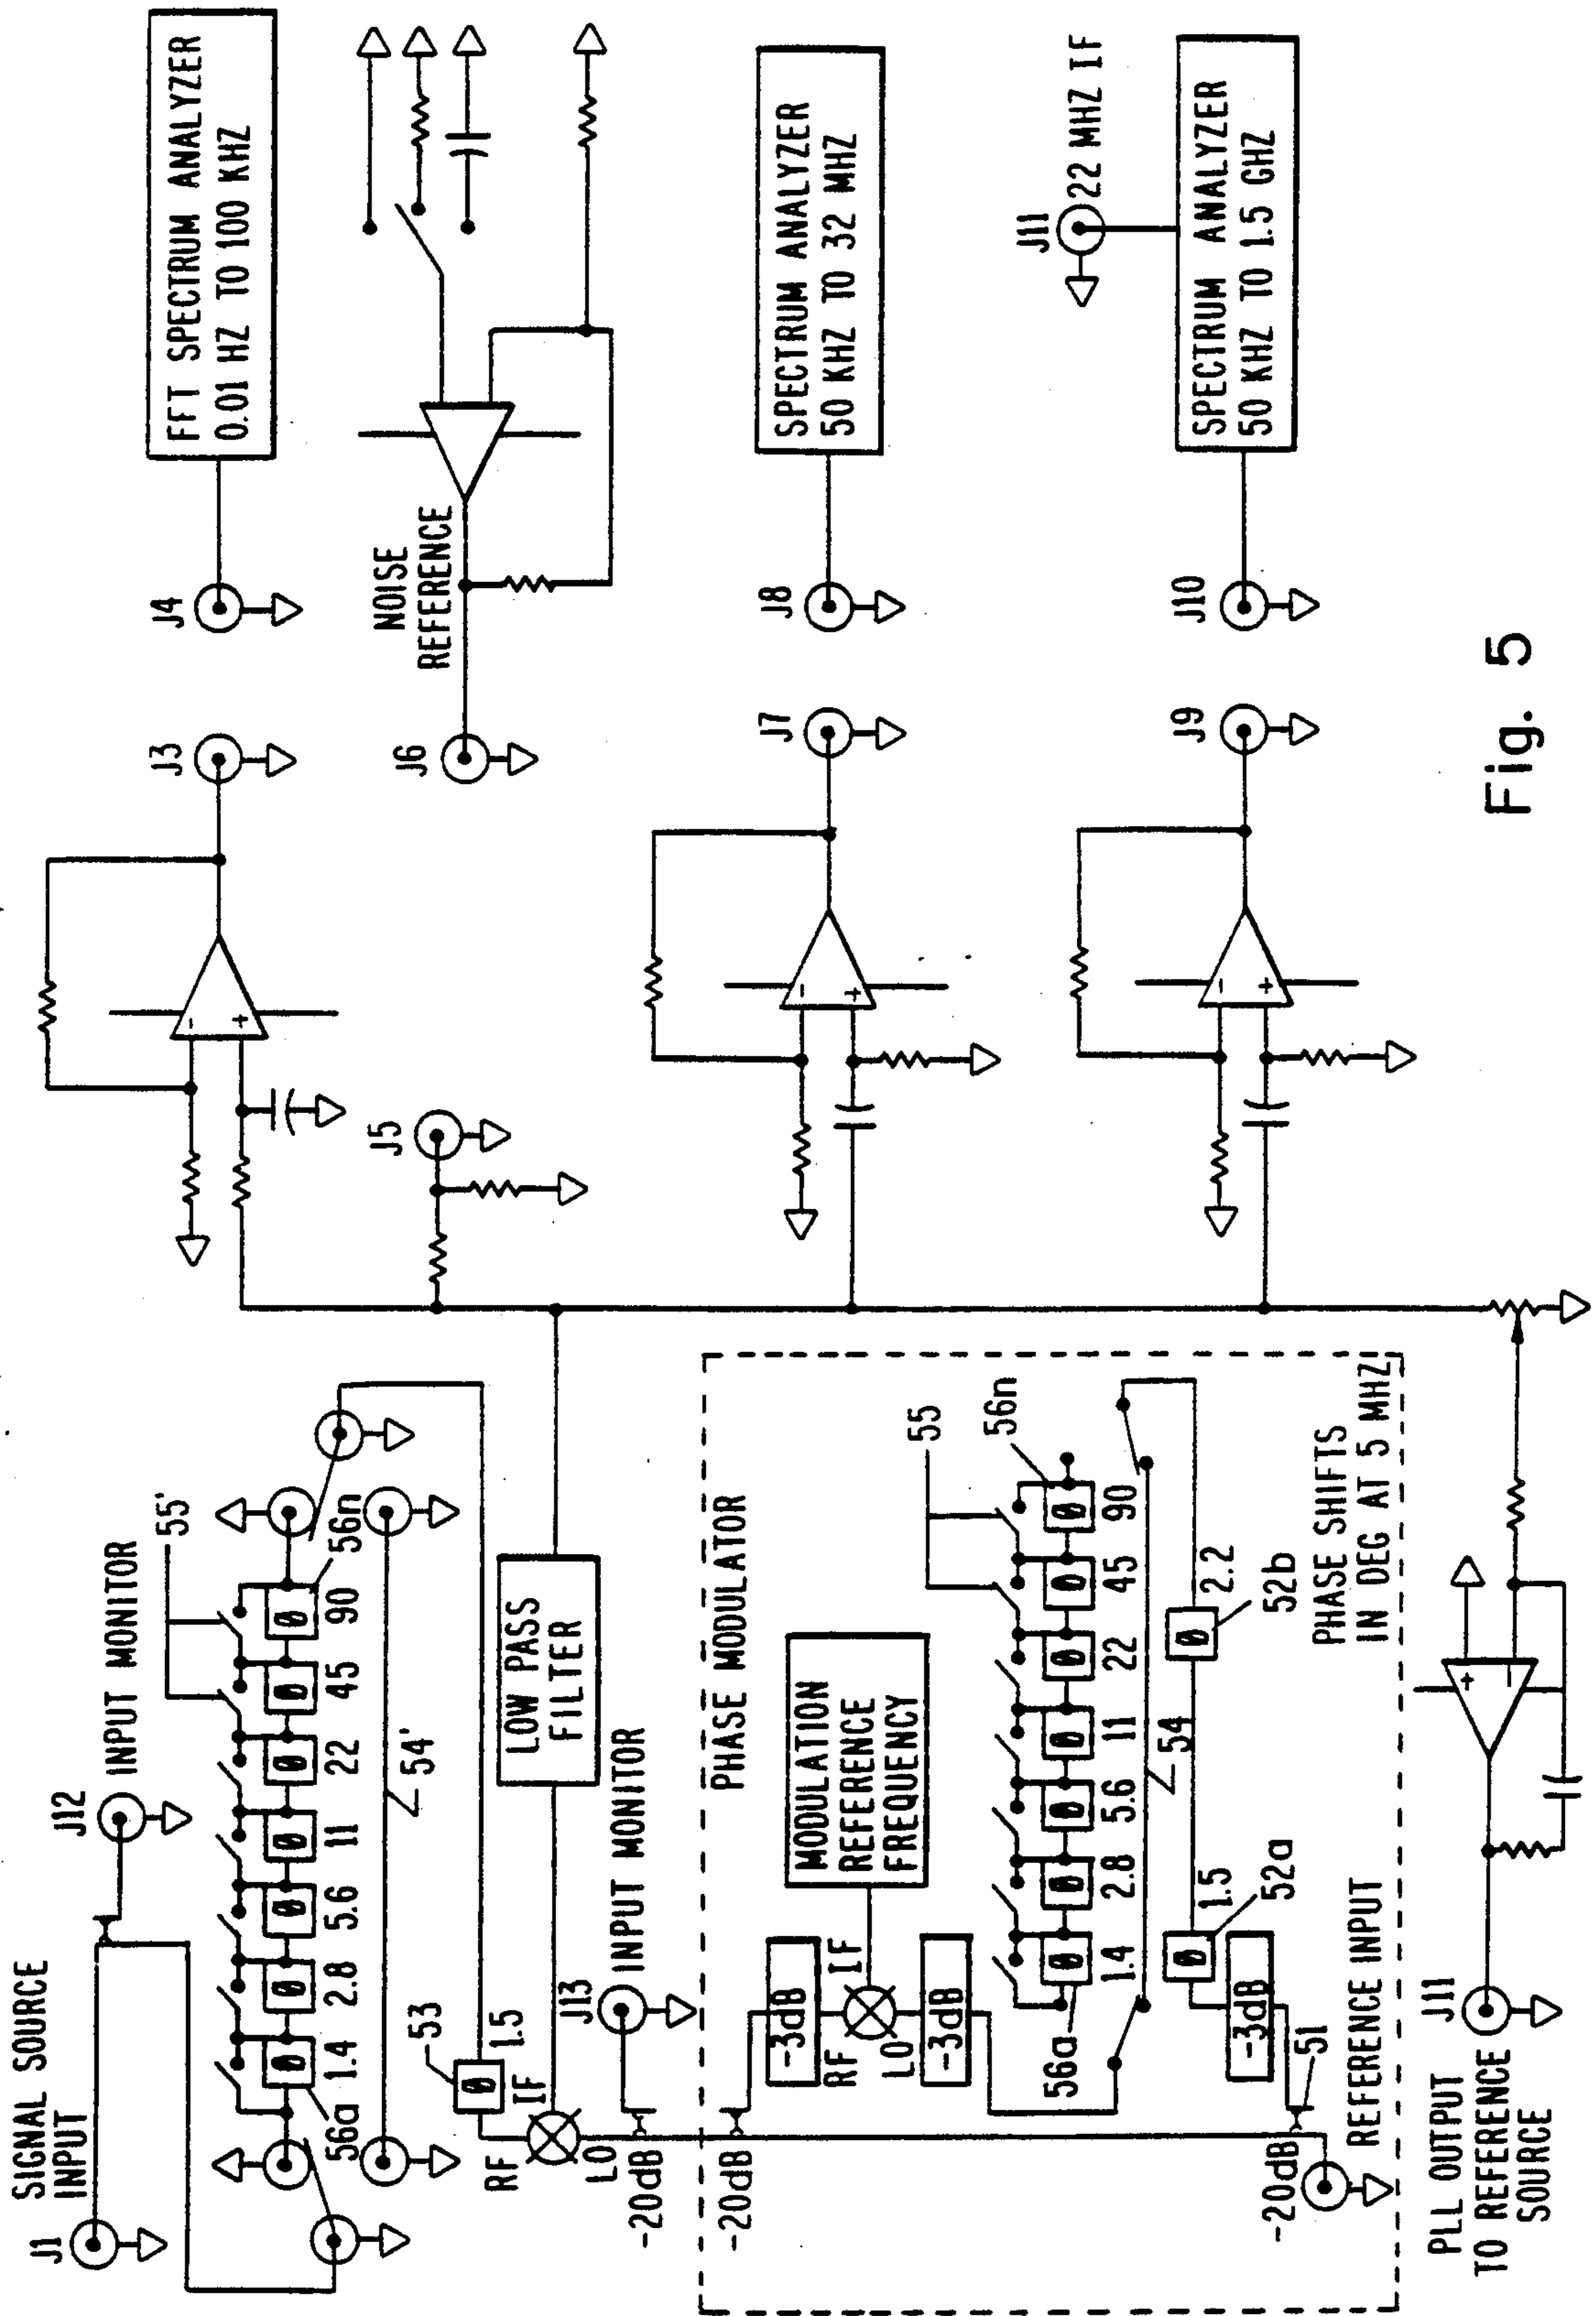 SIGNAL SOURCE
INPUT
J1
J12
INPUT MONITOR
55'
56a
1.4
2.8
5.6
11
22
45
90
56n
54'
53
1.5
RF
IF
LO
LOW PASS
FILTER
J13
INPUT MONITOR
-20dB
PHASE MODULATOR
-20dB
-3dB
RF
IF
LO
-3dB
MODULATION
REFERENCE
FREQUENCY
55
56n
56a
1.4
2.8
5.6
11
22
45
90
54
1.5
52a
2.2
52b
-3dB
51
-20dB
REFERENCE INPUT
PHASE SHIFTS
IN DEG AT 5 MHZ
PLL OUTPUT
TO REFERENCE
SOURCE
J11
+
-
J3
-
+
J4
FFT SPECTRUM ANALYZER
0.01 HZ TO 100 KHZ
J5
J6
NOISE
REFERENCE
J7
-
+
J8
SPECTRUM ANALYZER
50 KHZ TO 32 MHZ
J9
-
+
J10
SPECTRUM ANALYZER
50 KHZ TO 1.5 GHZ
J11
22 MHZ IF
Fig. 5